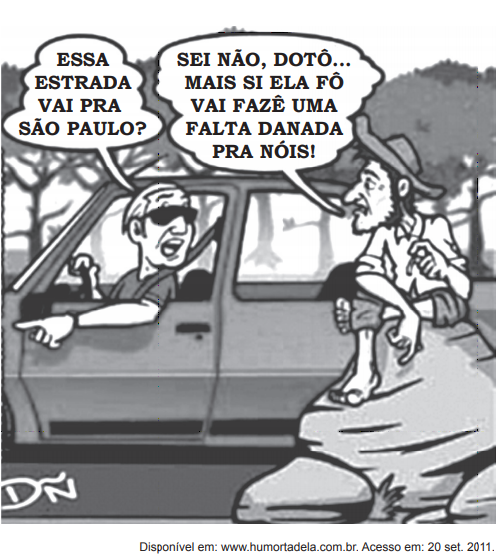 ESSA
ESTRADA
VAI PRA
SÃO PAULO?
SEI NÃO, DOTÔ...
MAIS SI ELA FÔ
VAI FAZÊ UMA
FALTA DANADA
PRA NÓIS!
DÑ
Disponível em: www.humortadela.com.br. Acesso em: 20 set. 2011.